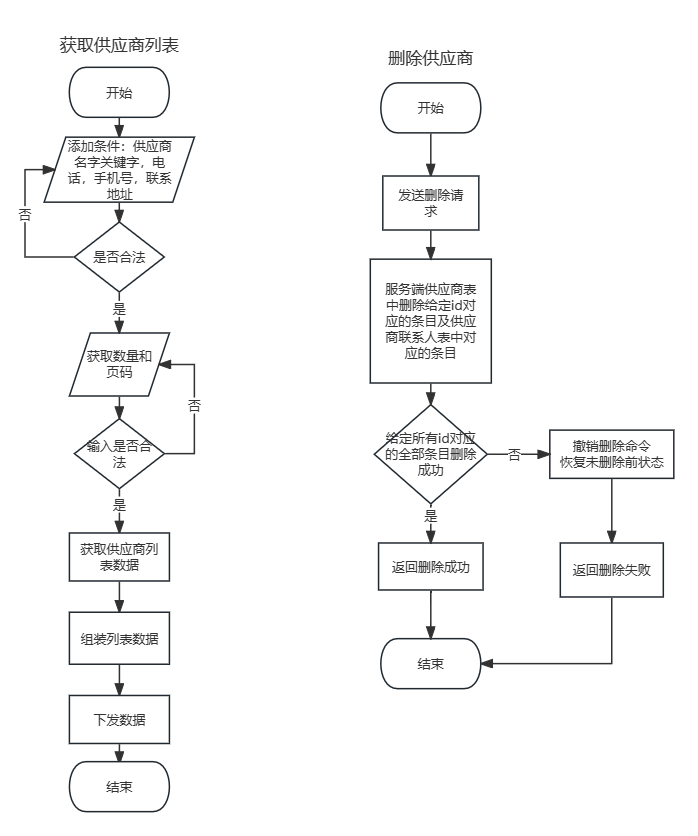 获取供应商列表
开始
添加条件：供应商
名字关键字，电
话，手机号，联系
地址
否
是否合法
是
获取数量和
页码
否
输入是否合
法
是
获取供应商列
表数据
组装列表数据
下发数据
结束
删除供应商
开始
发送删除请
求
服务端供应商表
中删除给定id对
应的条目及供应
商联系人表中对
应的条目
给定所有id对应
的全部条目删除
成功
否
撤销删除命令
恢复未删除前状态
是
返回删除成功
返回删除失败
结束